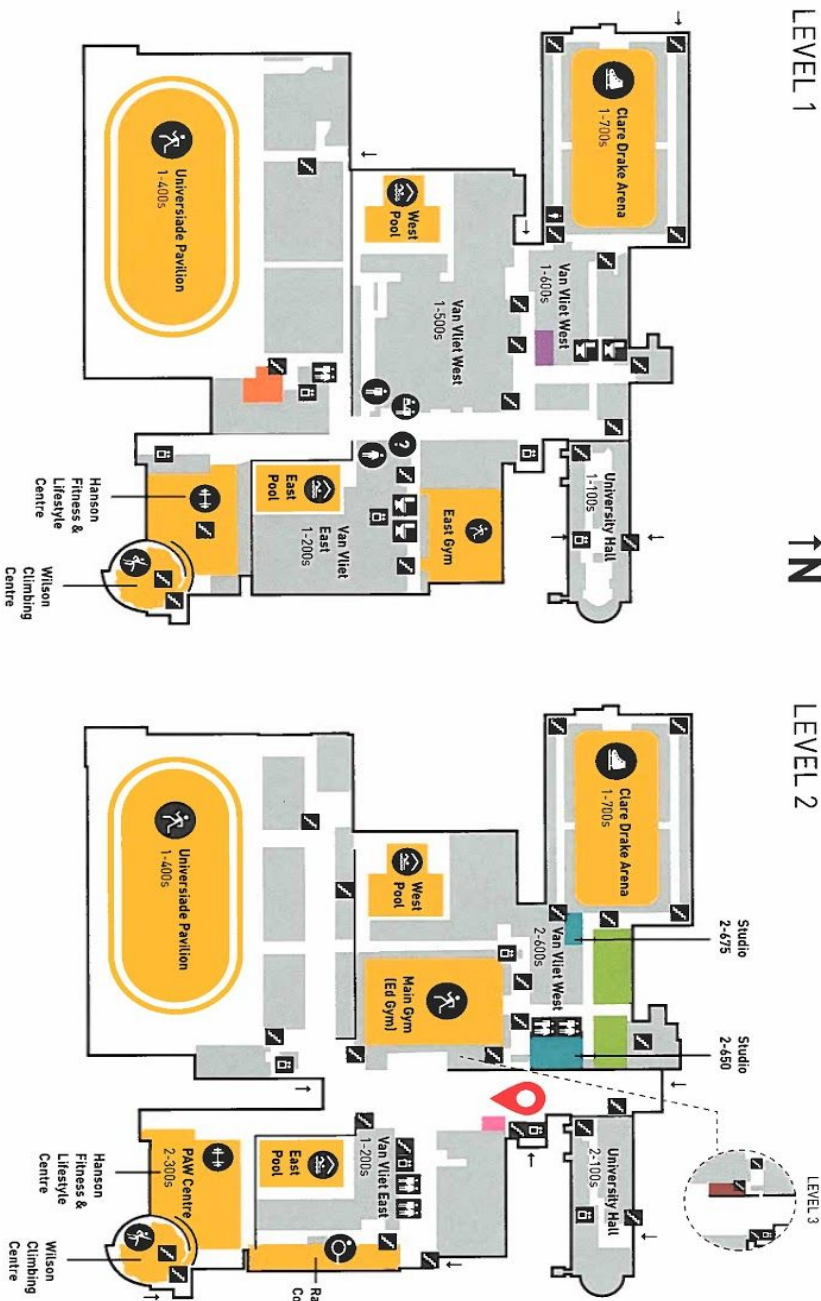 LEVEL 1
↑N
Clare Drake Arena
1-700s
Van Vliet West
1-600s
University Hall
1-100s
West
Pool
Van Vliet West
1-500s
East Gym
?
Van Vliet
East
1-200s
East
Pool
Universiade Pavilion
1-400s
Hanson
Fitness &
Lifestyle
Centre
Wilson
Climbing
Centre
LEVEL 2
LEVEL 3
Studio
2-675
Studio
2-650
Clare Drake Arena
1-700s
Van Vliet West
2-600s
University Hall
2-100s
West
Pool
Main Gym
(Ed Gym)
Van Vliet East
1-200s
East
Pool
Universiade Pavilion
1-400s
PAW Centre
2-300s
Hanson
Fitness &
Lifestyle
Centre
Wilson
Climbing
Centre
Ra
Co